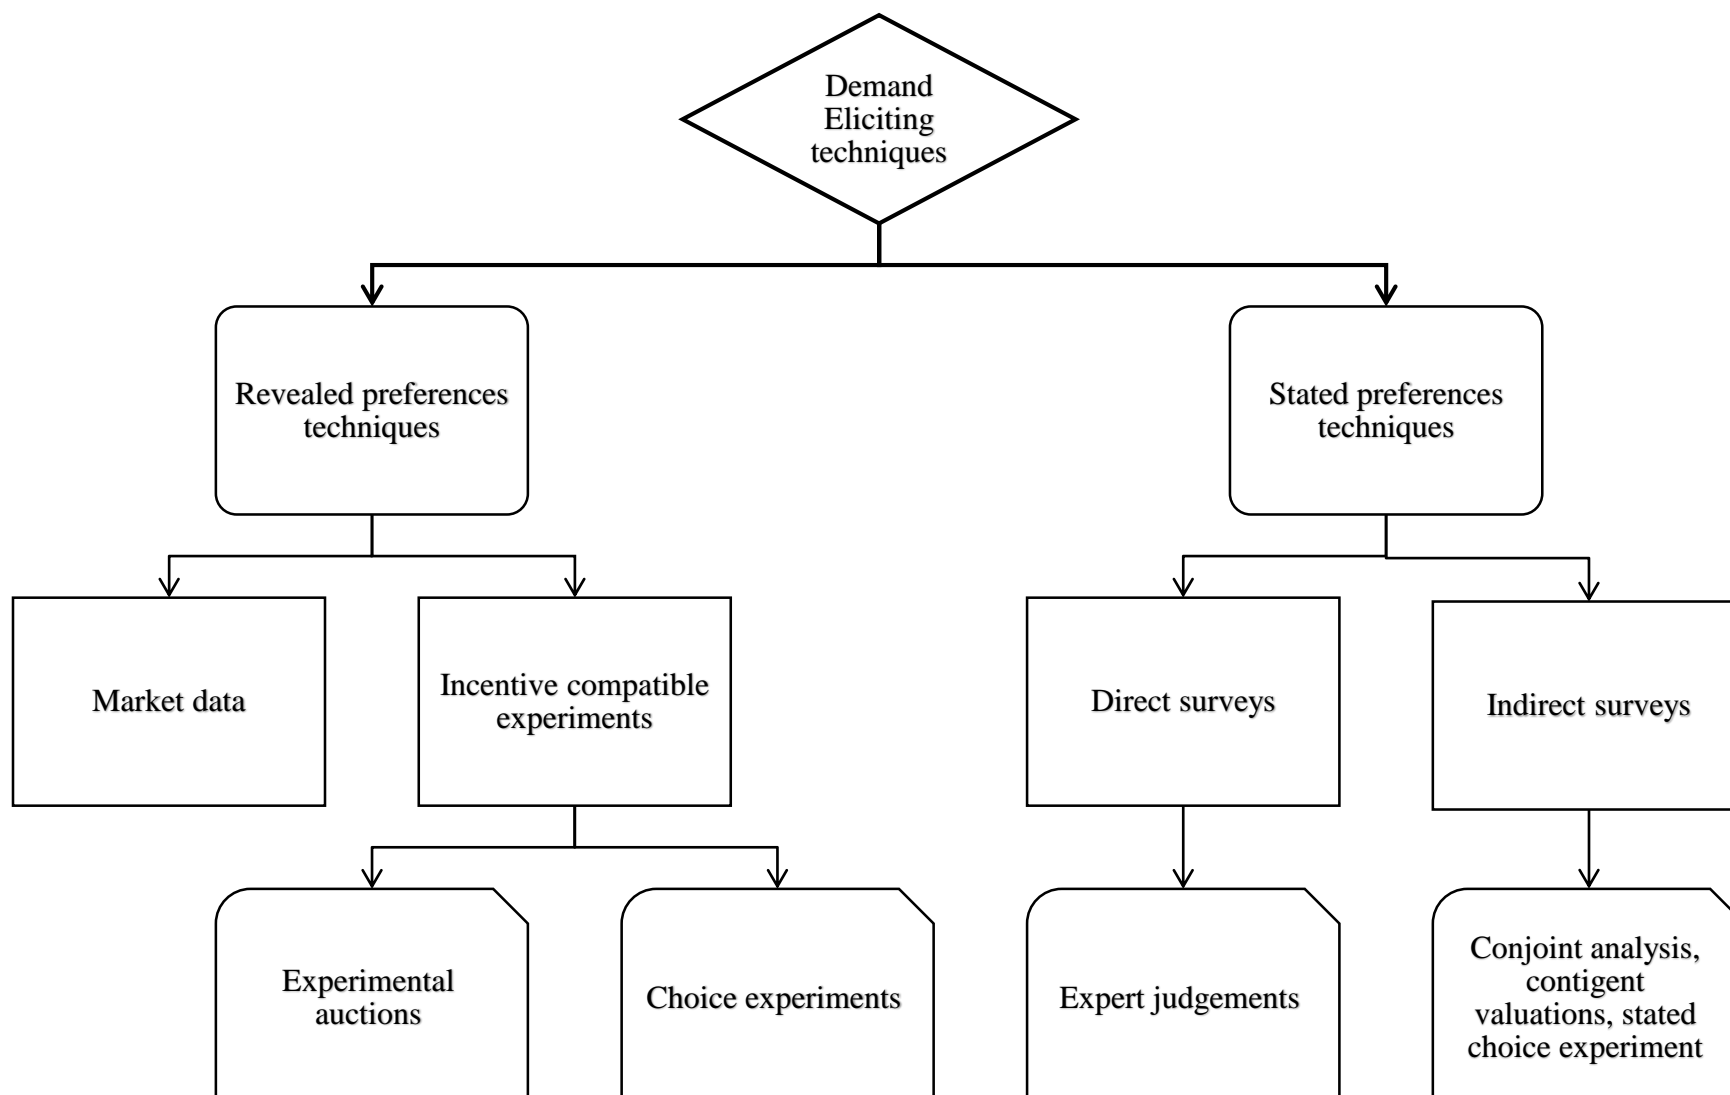 Demand
Eliciting
techniques
Revealed preferences
techniques
Stated preferences
techniques
Market data
Incentive compatible
experiments
Direct surveys
Indirect surveys
Experimental
auctions
Choice experiments
Expert judgements
Conjoint analysis,
contigent
valuations, stated
choice experiment